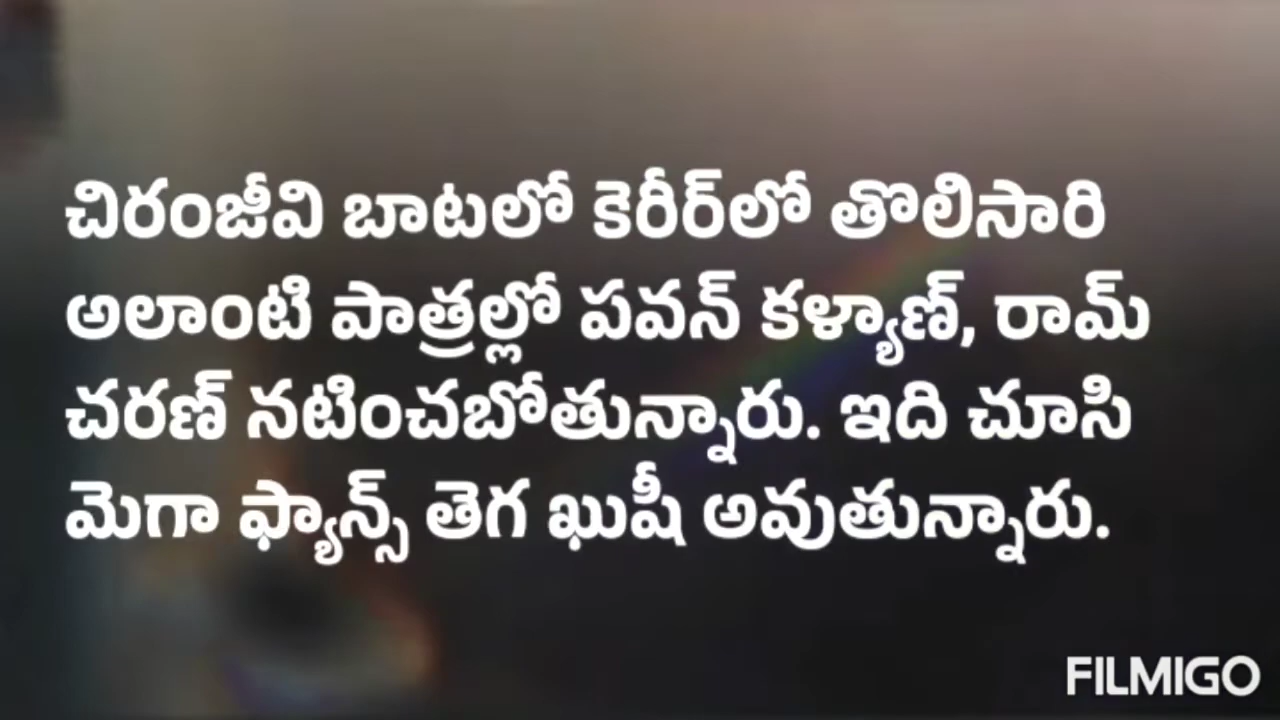 చిరంజీవి బాటలో కెరీర్‌లో తొలిసారి
అలాంటి పాత్రల్లో పవన్ కళ్యాణ్, రామ్
చరణ్ నటించబోతున్నారు. ఇది చూసి
మెగా ఫ్యాన్స్ తెగ ఖుషీ అవుతున్నారు.
FILMIGO